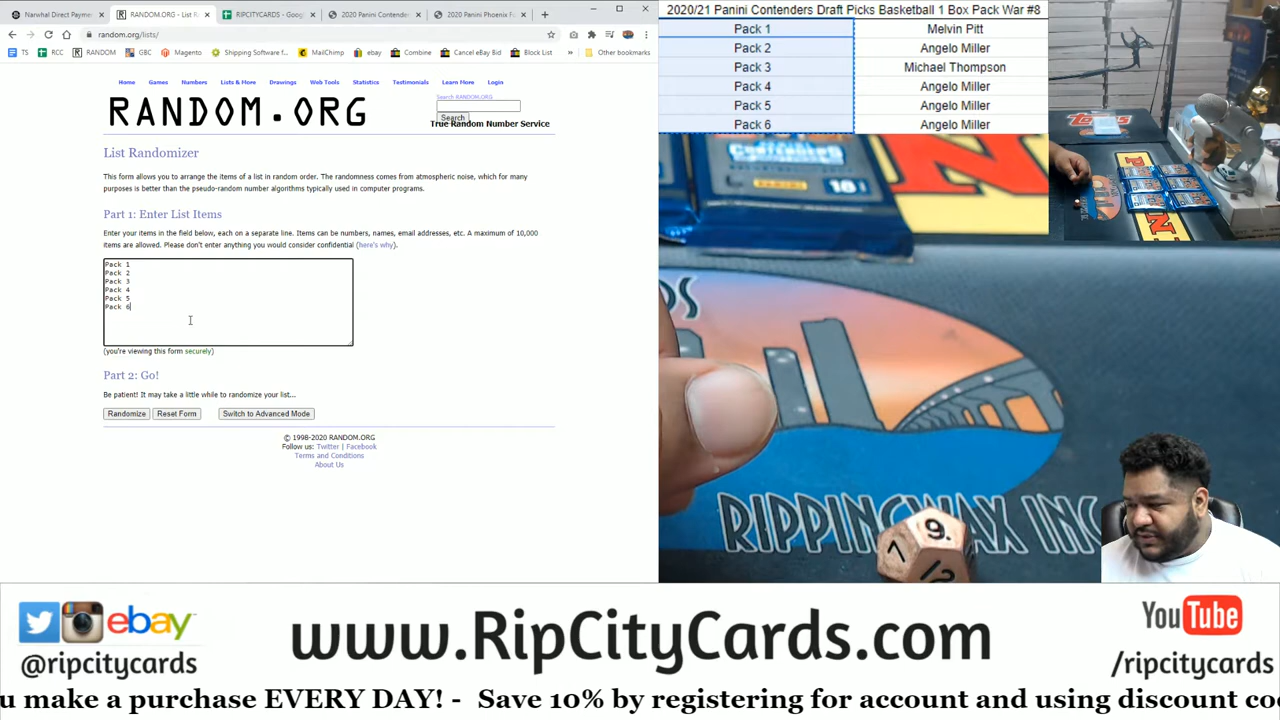 Narwhal Direct Payme
RANDOM.ORG - List R
RIPCITYCARDS - Goog
2020 Panini Contende
2020 Panini Phoenix F
random.org/lists/
TS
RCC
RANDOM
GBC
Magento
Shipping Software f
MailChimp
ebay
Combine
Cancel eBay Bid
Block List
Other bookmarks
Home
Games
Numbers
Lists & More
Drawings
Web Tools
Statistics
Testimonials
Learn More
Login
Search RANDOM.ORG
Search
RANDOM.ORG
True Random Number Service
List Randomizer
This form allows you to arrange the items of a list in random order. The randomness comes from atmospheric noise, which for many
purposes is better than the pseudo-random number algorithms typically used in computer programs.
Part 1: Enter List Items
Enter your items in the field below, each on a separate line. Items can be numbers, names, email addresses, etc. A maximum of 10,000
items are allowed. Please don't enter anything you would consider confidential (here's why).
Pack 1
Pack 2
Pack 3
Pack 4
Pack 5
Pack 6
(you're viewing this form securely)
Part 2: Go!
Be patient! It may take a little while to randomize your list...
Randomize
Reset Form
Switch to Advanced Mode
© 1998-2020 RANDOM.ORG
Follow us: Twitter | Facebook
Terms and Conditions
About Us
2020/21 Panini Contenders Draft Picks Basketball 1 Box Pack War #8
Pack 1 Melvin Pitt
Pack 2 Angelo Miller
Pack 3 Michael Thompson
Pack 4 Angelo Miller
Pack 5 Angelo Miller
Pack 6 Angelo Miller
CONTENDERS
PANINI
18
Topps
RIPPINGWAX INC
9.
7
12
ebay
@ripcitycards
www.RipCityCards.com
YouTube
/ripcitycards
u make a purchase EVERY DAY! - Save 10% by registering for account and using discount co